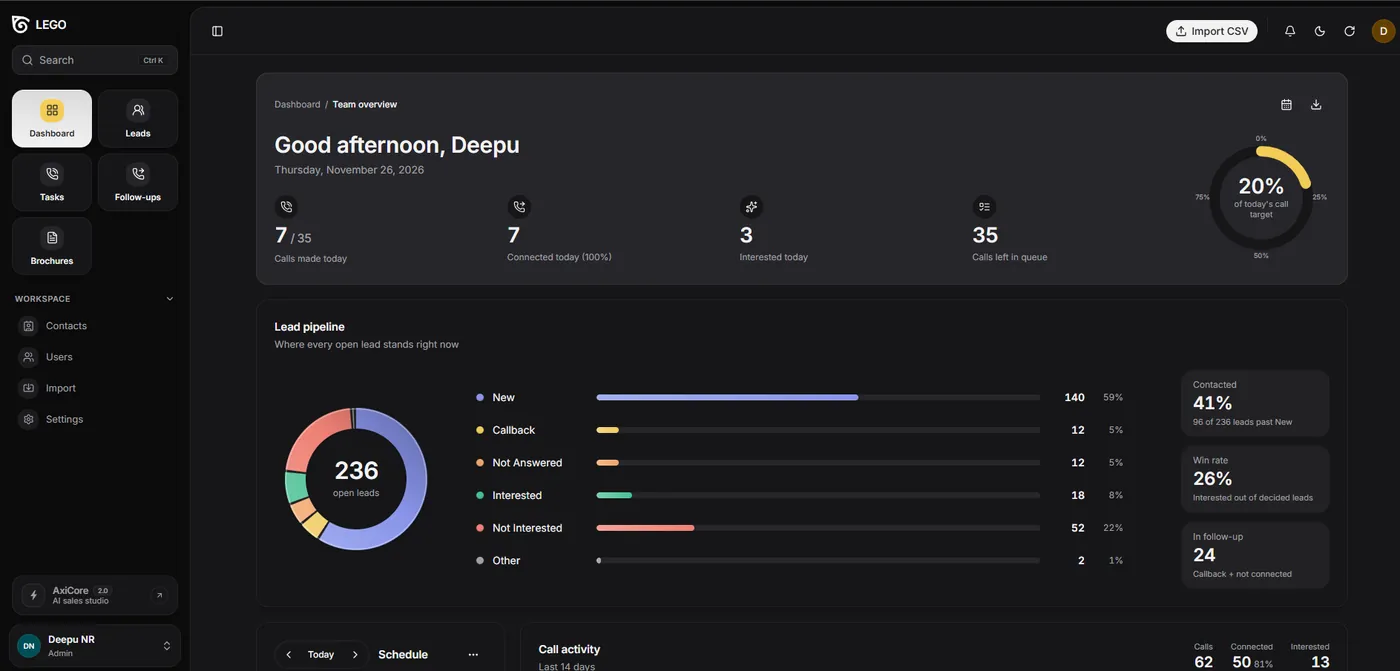 LEGO
Search
Ctrl K
Dashboard
Leads
Tasks
Follow-ups
Brochures
WORKSPACE
Contacts
Users
Import
Settings
AxiCore 2.0
AI sales studio
DN
Deepu NR
Admin
Import CSV
D
Dashboard / Team overview
Good afternoon, Deepu
Thursday, November 26, 2026
7 / 35
Calls made today
7
Connected today (100%)
3
Interested today
35
Calls left in queue
0%
25%
50%
75%
20%
of today's call
target
Lead pipeline
Where every open lead stands right now
236
open leads
New 140 59%
Callback 12 5%
Not Answered 12 5%
Interested 18 8%
Not Interested 52 22%
Other 2 1%
Contacted
41%
96 of 236 leads past New
Win rate
26%
Interested out of decided leads
In follow-up
24
Callback + not connected
Today
Schedule
Call activity
Last 14 days
Calls
62
Connected
50 81%
Interested
13